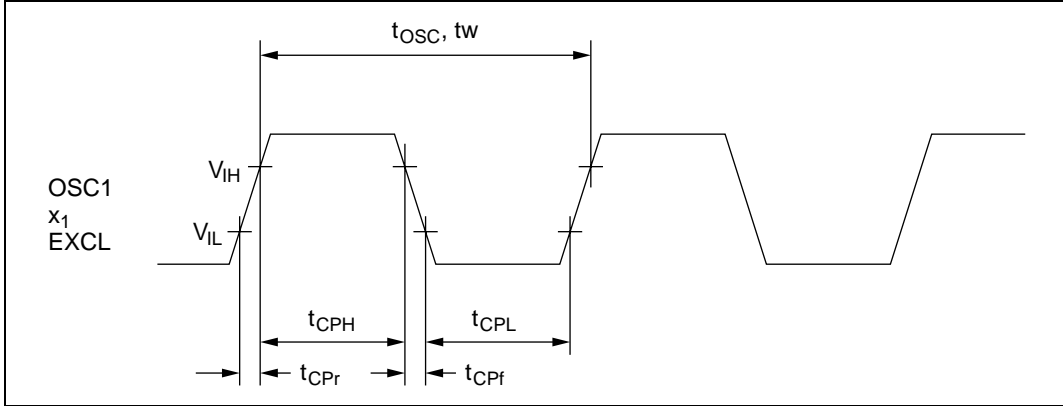 tOSC, tw
VIH
OSC1
x1
EXCL
VIL
tCPH
tCPL
tCPr
tCPf